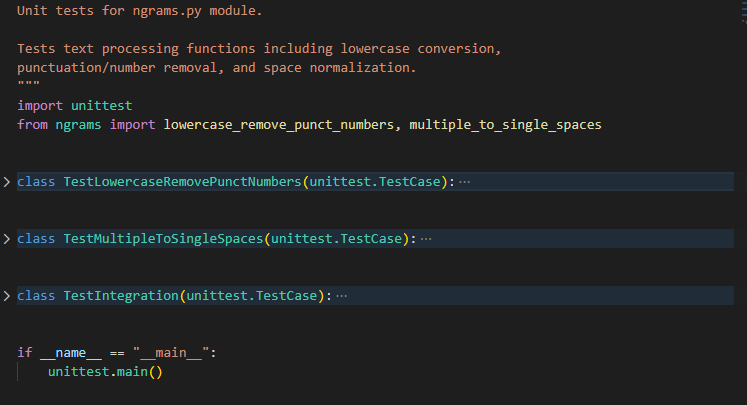 Unit tests for ngrams.py module.
Tests text processing functions including lowercase conversion,
punctuation/number removal, and space normalization.
"""
import unittest
from ngrams import lowercase_remove_punct_numbers, multiple_to_single_spaces
class TestLowercaseRemovePunctNumbers(unittest.TestCase):···
class TestMultipleToSingleSpaces(unittest.TestCase):···
class TestIntegration(unittest.TestCase):···
if __name__ == "__main__":
    unittest.main()